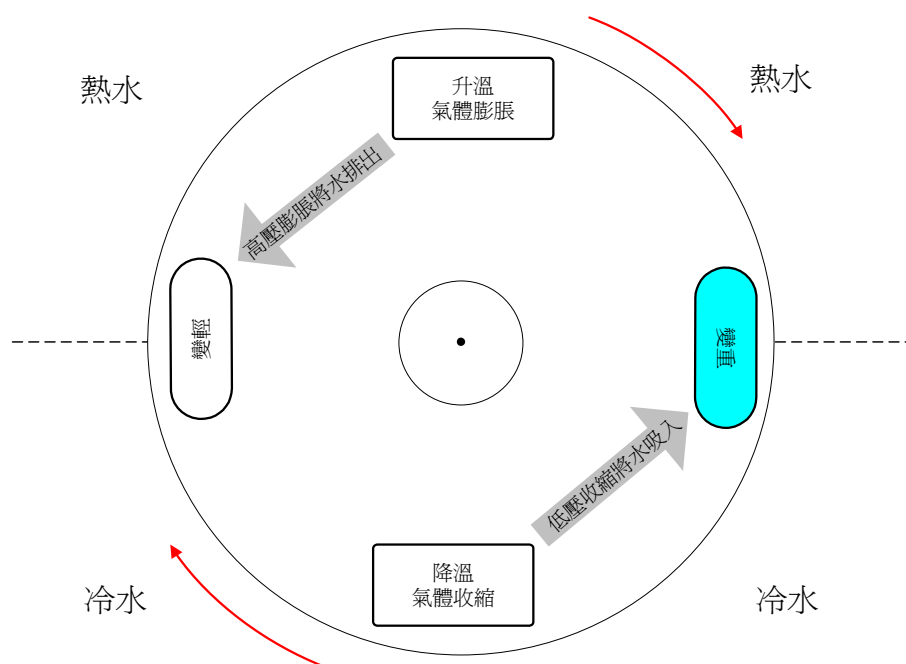 熱水
升溫
氣體膨脹
熱水
高壓膨脹將水排出
變輕
變重
低壓收縮將水吸入
降溫
氣體收縮
冷水
冷水